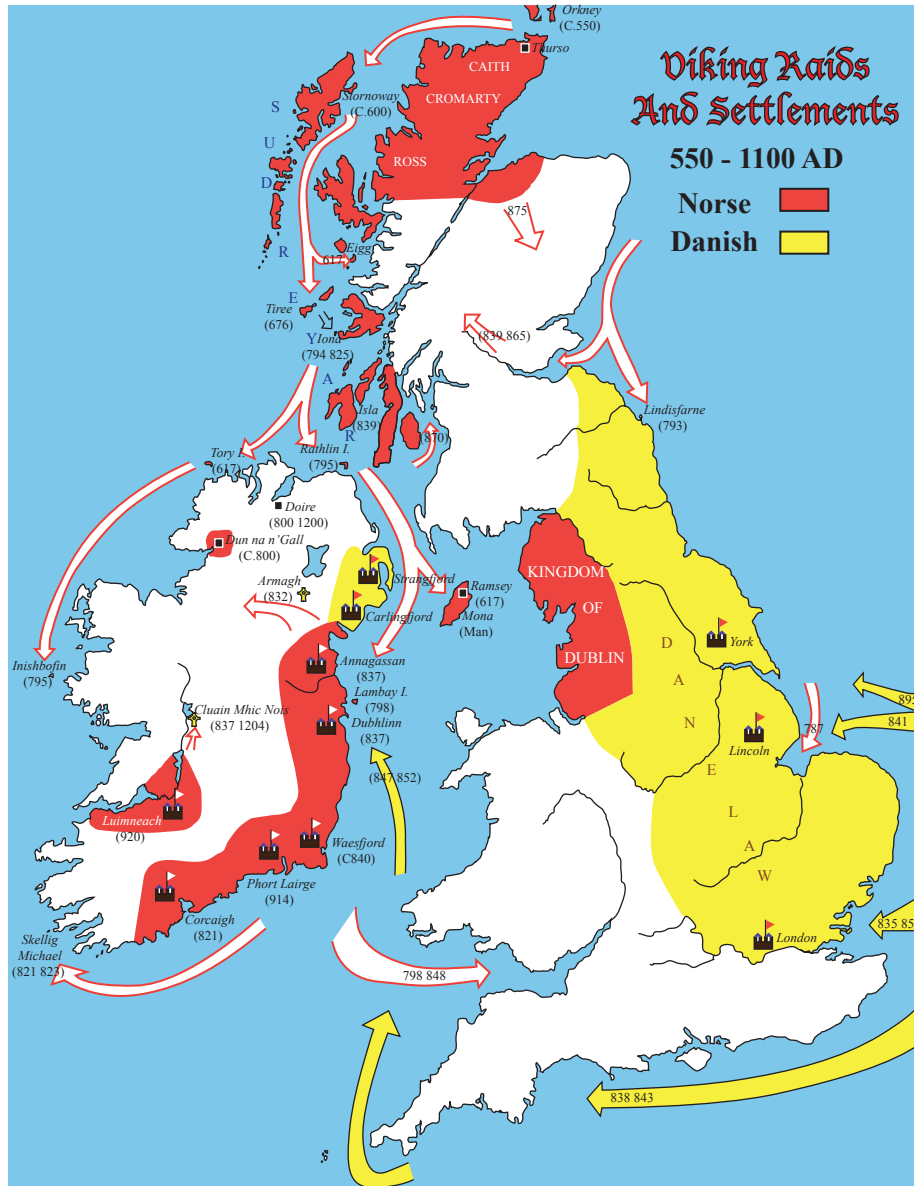 Orkney
(C.550)
Thurso
Viking Raids
And Settlements
550 - 1100 AD
Norse
Danish
CAITH
CROMARTY
ROSS
Stornoway
(C.600)
S
U
D
R
E
Y
A
R
875
617
Eigg
Tiree
(676)
Iona
(794 825)
(839,865)
Isla
(839)
(870)
Lindisfarne
(793)
Tory I.
(617)
Rathlin I.
(795)
Doire
(800 1200)
Dun na n'Gall
(C.800)
Armagh
(832)
Strangfjord
Carlingfjord
Ramsey
(617)
Mona
(Man)
KINGDOM
OF
DUBLIN
Inishbofin
(795)
Annagassan
(837)
Lambay I.
(798)
Dubhlinn
(837)
Cluain Mhic Nois
(837 1204)
(847 852)
D
A
N
E
L
A
W
York
Lincoln
787
895
841
Luimneach
(920)
Waesfjord
(C840)
Phort Lairge
(914)
Corcaigh
(821)
Skellig
Michael
(821 823)
London
835 85
798 848
838 843